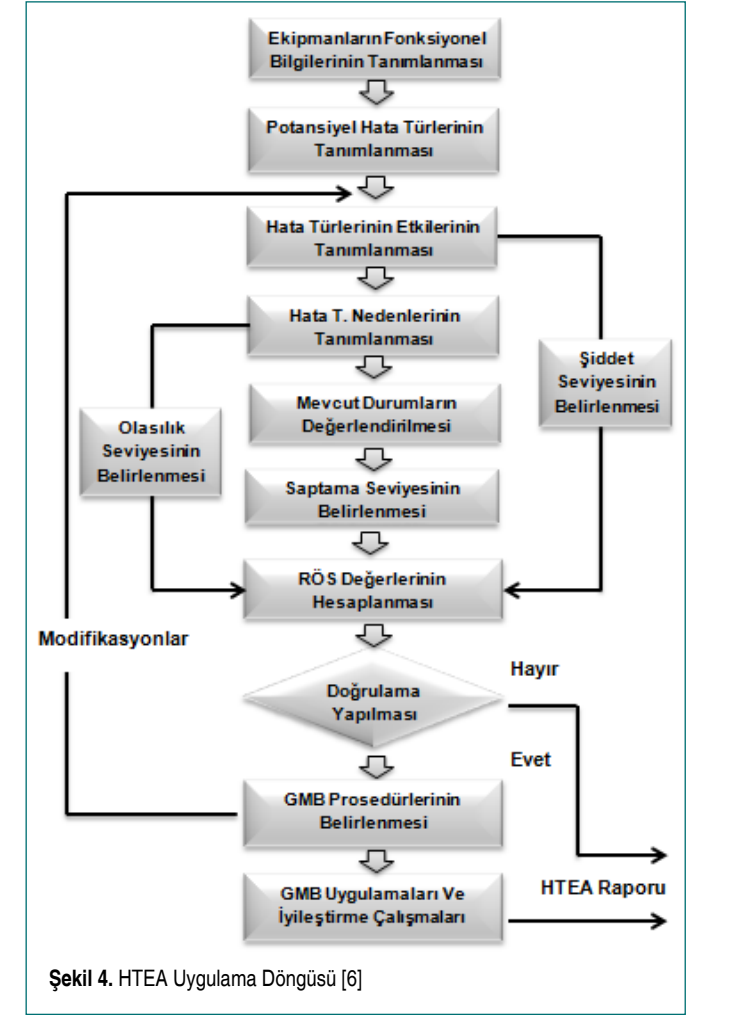 Ekipmanların Fonksiyonel
Bilgilerinin Tanımlanması
Potansiyel Hata Türlerinin
Tanımlanması
Hata Türlerinin Etkilerinin
Tanımlanması
Hata T. Nedenlerinin
Tanımlanması
Şiddet
Seviyesinin
Belirlenmesi
Mevcut Durumların
Değerlendirilmesi
Olasılık
Seviyesinin
Belirlenmesi
Saptama Seviyesinin
Belirlenmesi
RÖS Değerlerinin
Hesaplanması
Modifikasyonlar
Doğrulama
Yapılması
Hayır
Evet
GMB Prosedürlerinin
Belirlenmesi
GMB Uygulamaları Ve
İyileştirme Çalışmaları
HTEA Raporu
Şekil 4. HTEA Uygulama Döngüsü [6]